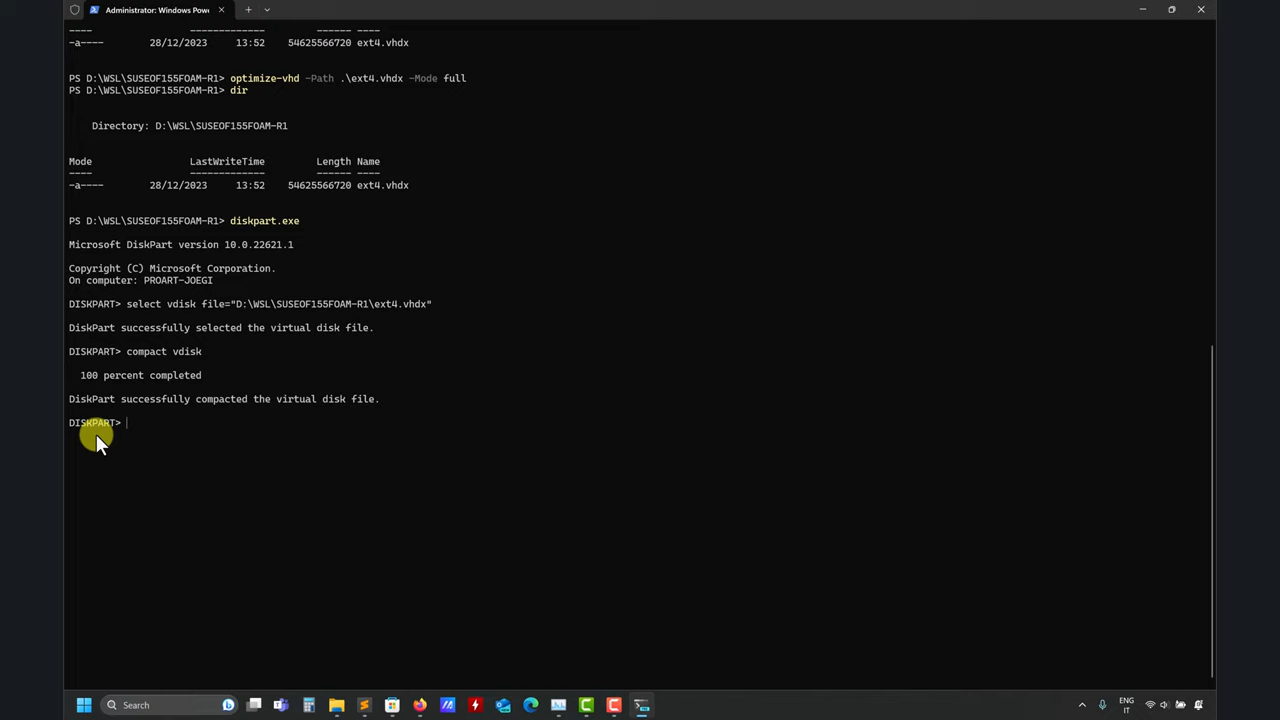 Administrator: Windows Pow
---- ------------- ------ ----
-a---- 28/12/2023 13:52 54625566720 ext4.vhdx
PS D:\WSL\SUSEOF155FOAM-R1> optimize-vhd -Path .\ext4.vhdx -Mode full
PS D:\WSL\SUSEOF155FOAM-R1> dir
Directory: D:\WSL\SUSEOF155FOAM-R1
Mode LastWriteTime Length Name
---- ------------- ------ ----
-a---- 28/12/2023 13:52 54625566720 ext4.vhdx
PS D:\WSL\SUSEOF155FOAM-R1> diskpart.exe
Microsoft DiskPart version 10.0.22621.1
Copyright (C) Microsoft Corporation.
On computer: PROART-JOEGI
DISKPART> select vdisk file="D:\WSL\SUSEOF155FOAM-R1\ext4.vhdx"
DiskPart successfully selected the virtual disk file.
DISKPART> compact vdisk
100 percent completed
DiskPart successfully compacted the virtual disk file.
DISKPART>
Search
ENG
IT